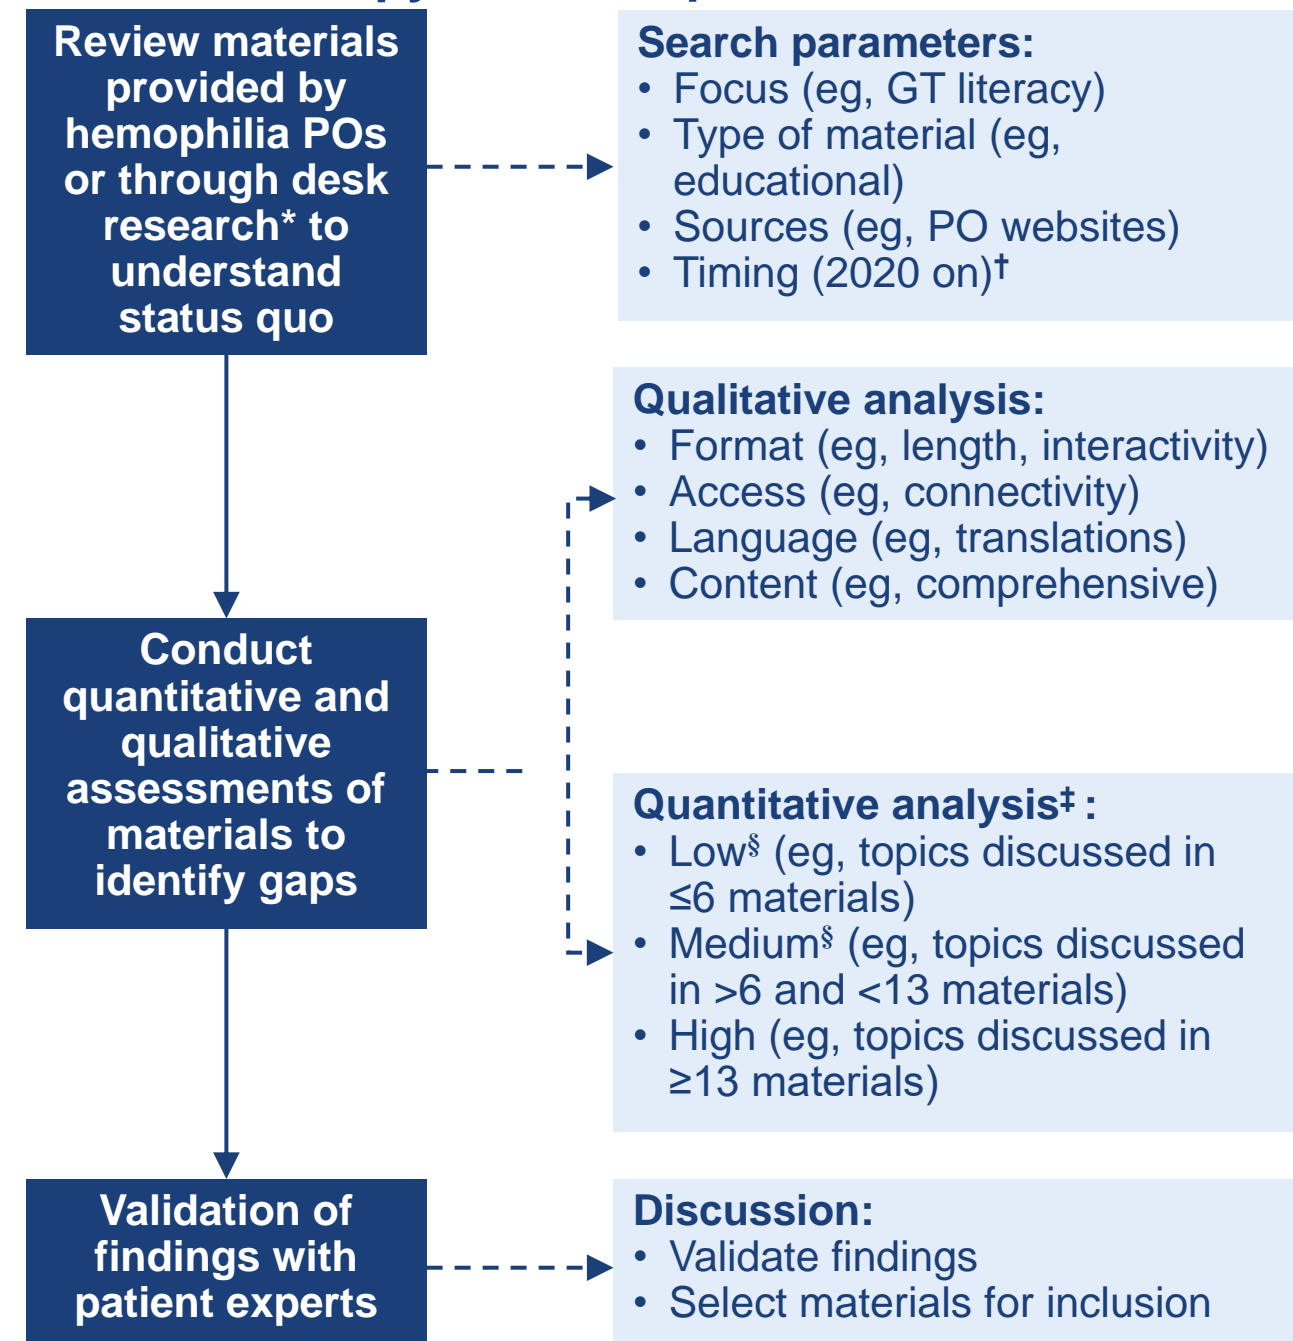 Review materials
provided by
hemophilia POs
or through desk
research* to
understand
status quo
Search parameters:
• Focus (eg, GT literacy)
• Type of material (eg,
educational)
• Sources (eg, PO websites)
• Timing (2020 on)†
Qualitative analysis:
• Format (eg, length, interactivity)
• Access (eg, connectivity)
• Language (eg, translations)
• Content (eg, comprehensive)
Conduct
quantitative and
qualitative
assessments of
materials to
identify gaps
Quantitative analysis‡ :
• Low§ (eg, topics discussed in
≤6 materials)
• Medium§ (eg, topics discussed
in >6 and <13 materials)
• High (eg, topics discussed in
≥13 materials)
Validation of
findings with
patient experts
Discussion:
• Validate findings
• Select materials for inclusion